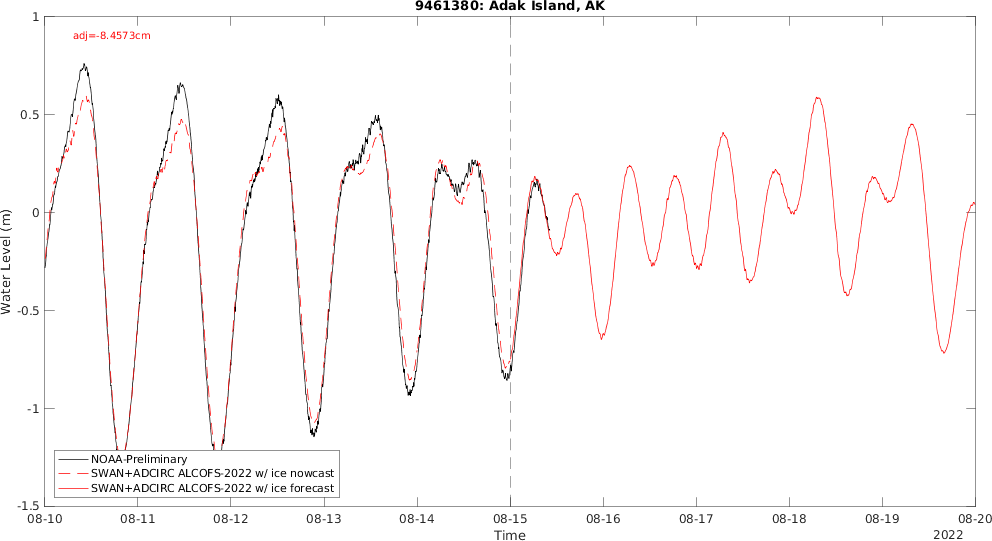 9461380: Adak Island, AK
adj=-8.4573cm
1
0.5
0
-0.5
-1
-1.5
Water Level (m)
NOAA-Preliminary
SWAN+ADCIRC ALCOFS-2022 w/ ice nowcast
SWAN+ADCIRC ALCOFS-2022 w/ ice forecast
08-10 08-11 08-12 08-13 08-14 08-15 08-16 08-17 08-18 08-19 08-20
Time
2022